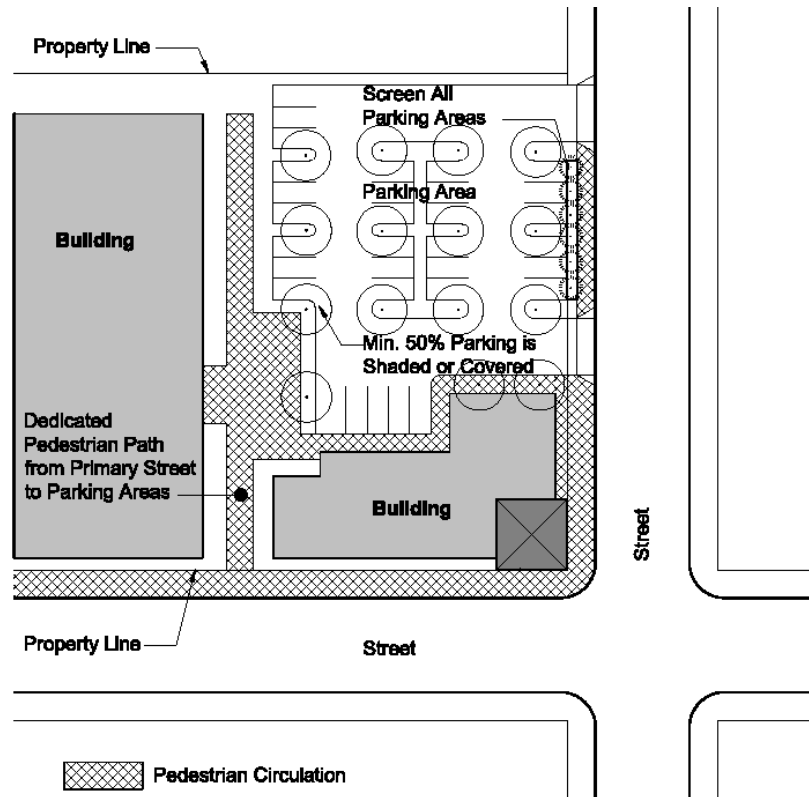 Property Line
Screen All
Parking Areas
Parking Area
Building
Min. 50% Parking is
Shaded or Covered
Dedicated
Pedestrian Path
from Primary Street
to Parking Areas
Building
Street
Property Line
Street
Pedestrian Circulation